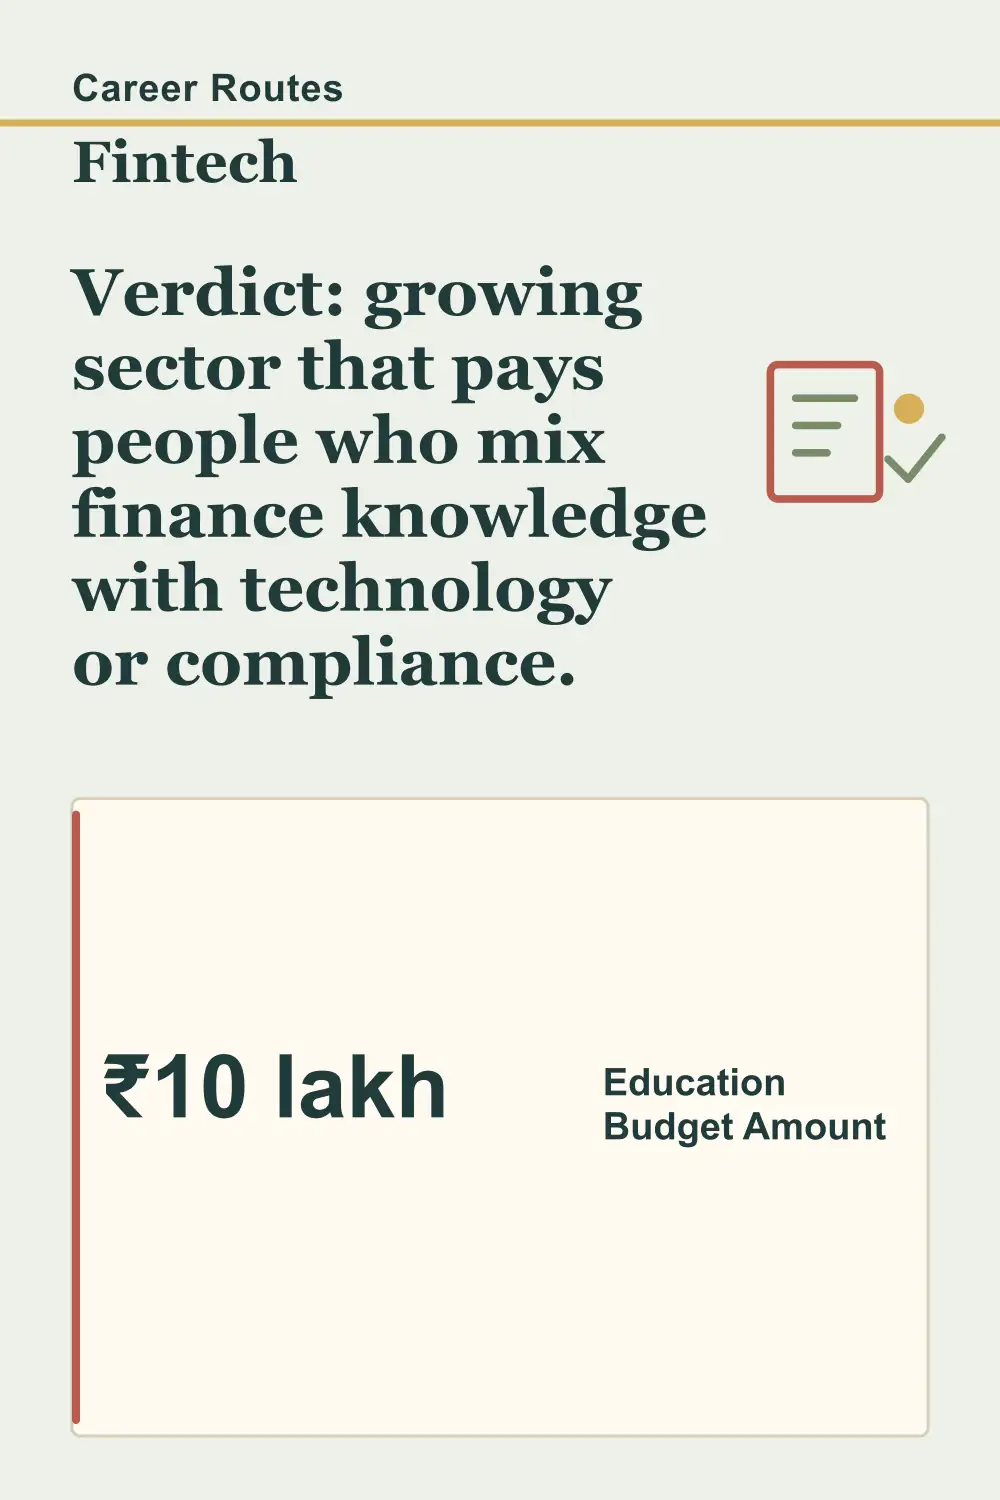 Career Routes
Fintech
Verdict: growing
sector that pays
people who mix
finance knowledge
with technology
or compliance.
₹10 lakh
Education
Budget Amount